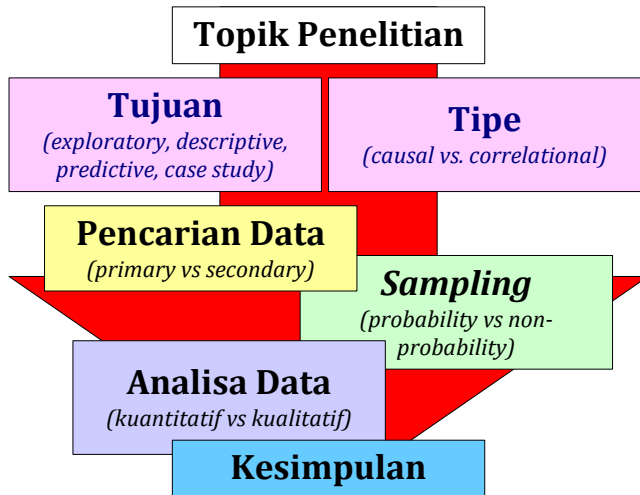 Topik Penelitian
Tujuan
(exploratory, descriptive,
predictive, case study)
Tipe
(causal vs. correlational)
Pencarian Data
(primary vs secondary)
Sampling
(probability vs non-
probability)
Analisa Data
(kuantitatif vs kualitatif)
Kesimpulan